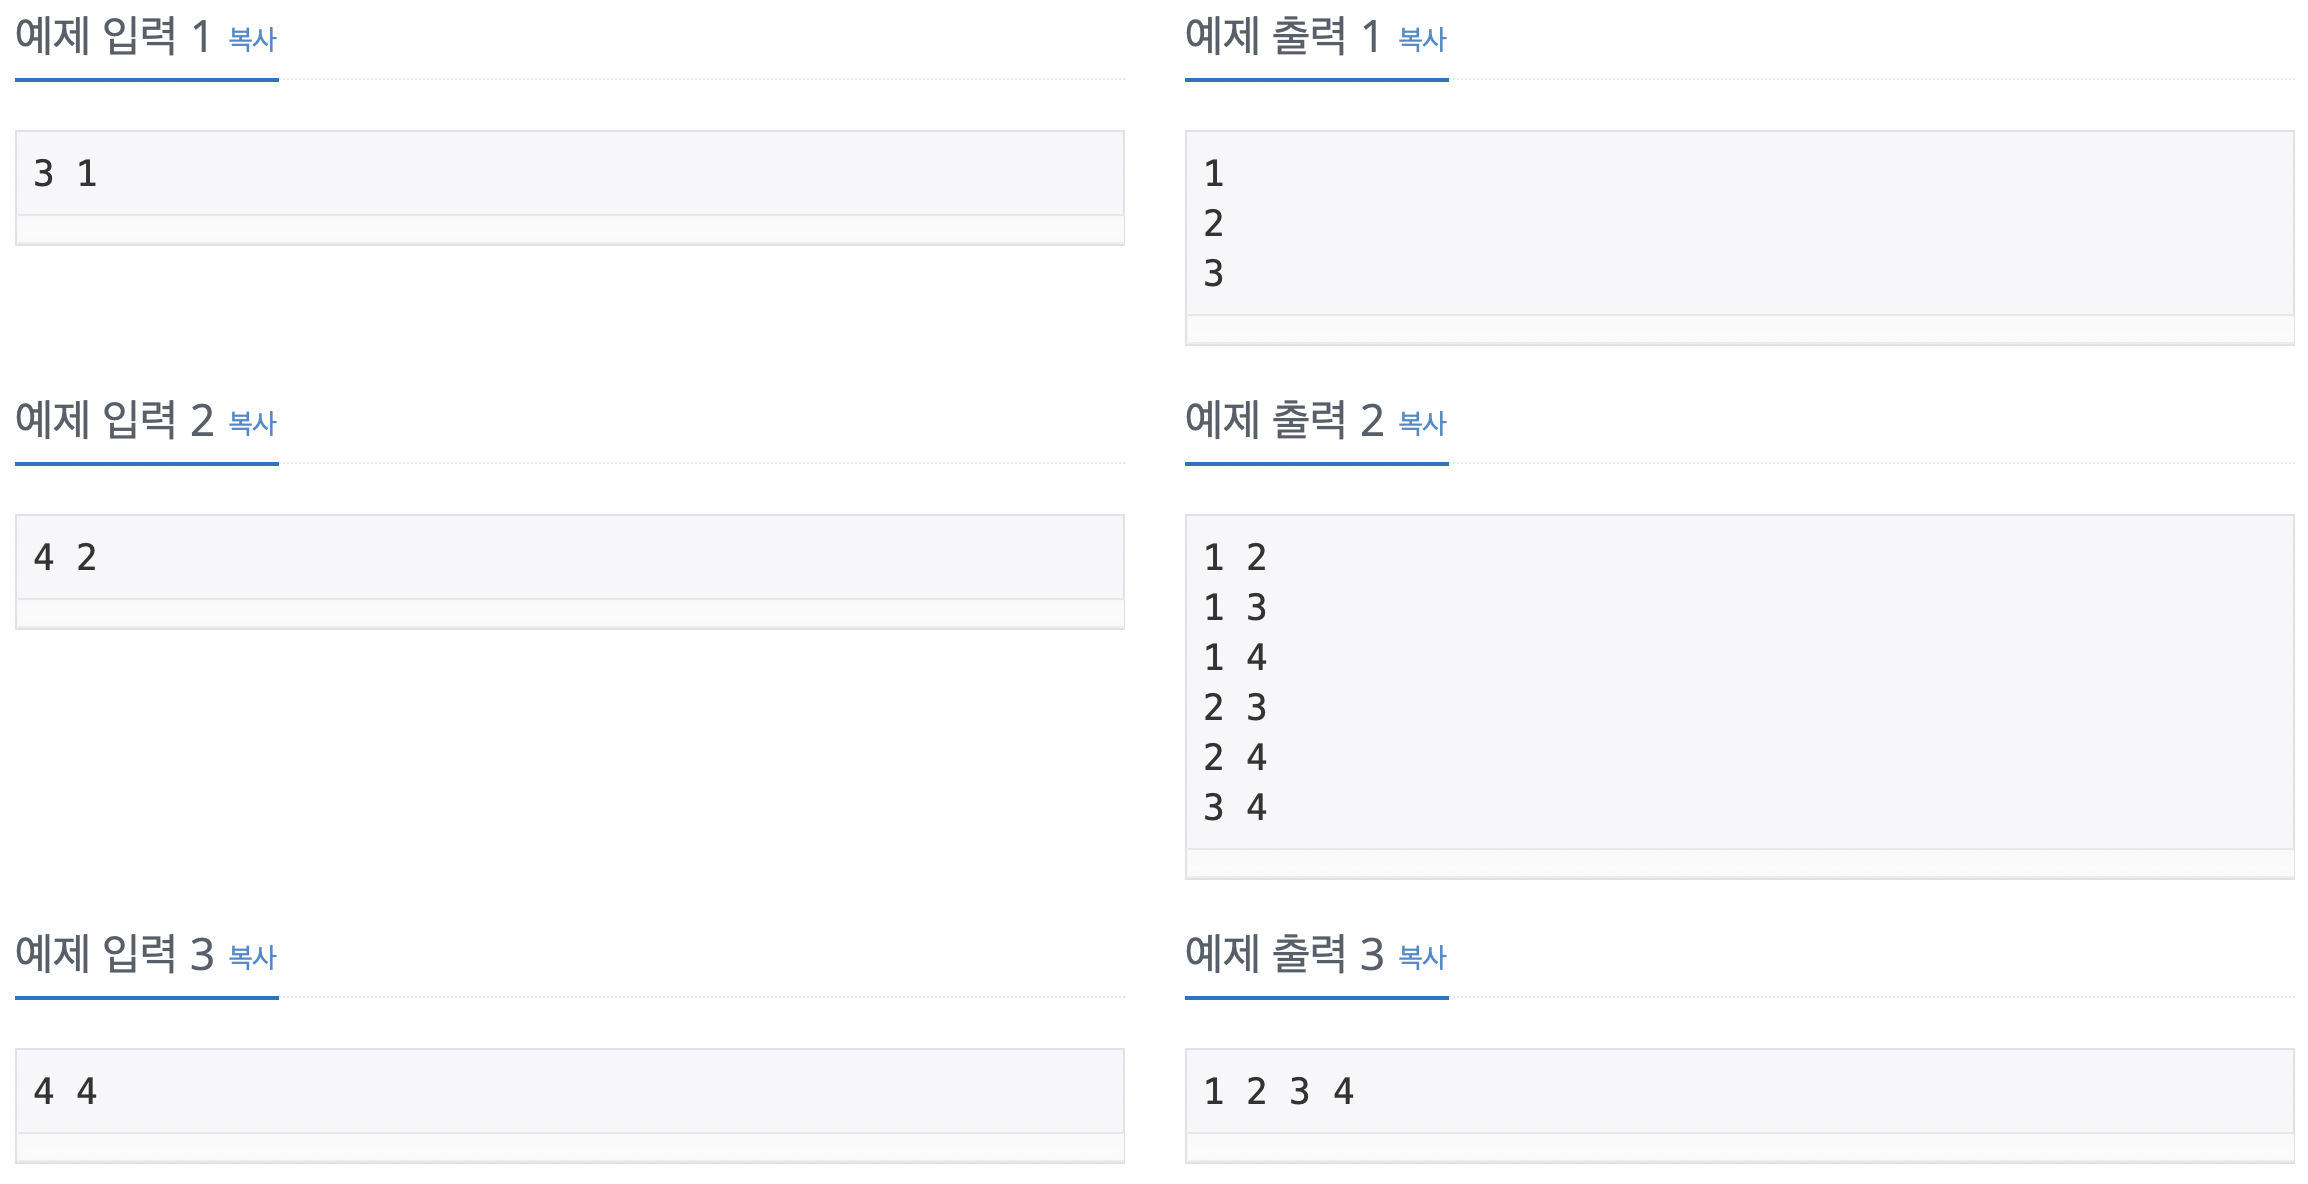 예제 입력 1 복사
3 1
예제 출력 1 복사
1
2
3
예제 입력 2 복사
4 2
예제 출력 2 복사
1 2
1 3
1 4
2 3
2 4
3 4
예제 입력 3 복사
4 4
예제 출력 3 복사
1 2 3 4